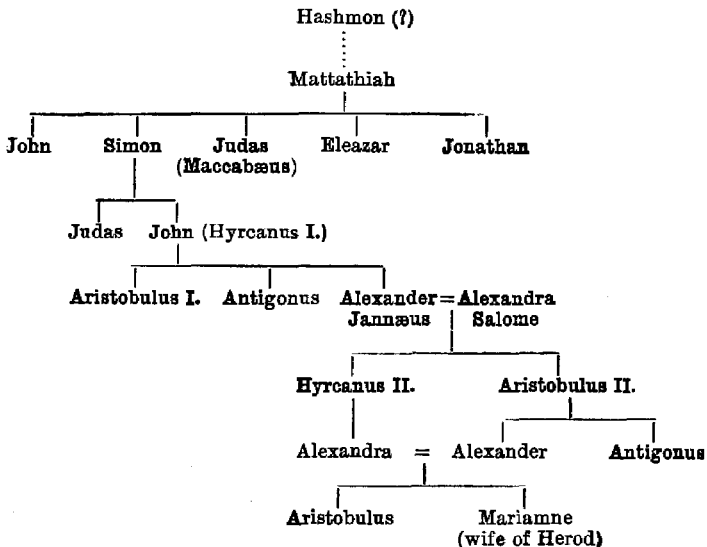 Hashmon (?)
Mattathiah
John Simon Judas Eleazar Jonathan
(Maccabæus)
Judas John (Hyrcanus I.)
Aristobulus I. Antigonus Alexander=Alexandra
Jannæus Salome
Hyrcanus II. Aristobulus II.
Alexandra = Alexander Antigonus
Aristobulus Mariamne
(wife of Herod)